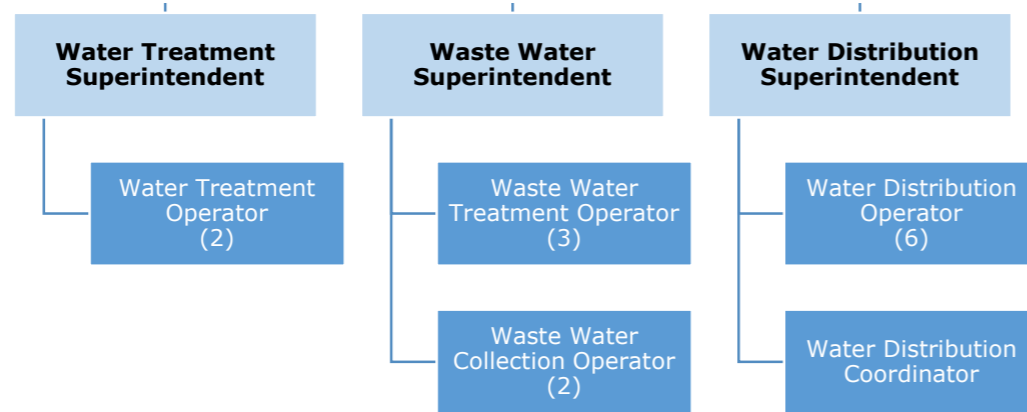 Water Treatment
Superintendent
Waste Water
Superintendent
Water Distribution
Superintendent
Water Treatment
Operator
(2)
Waste Water
Treatment Operator
(3)
Water Distribution
Operator
(6)
Waste Water
Collection Operator
(2)
Water Distribution
Coordinator